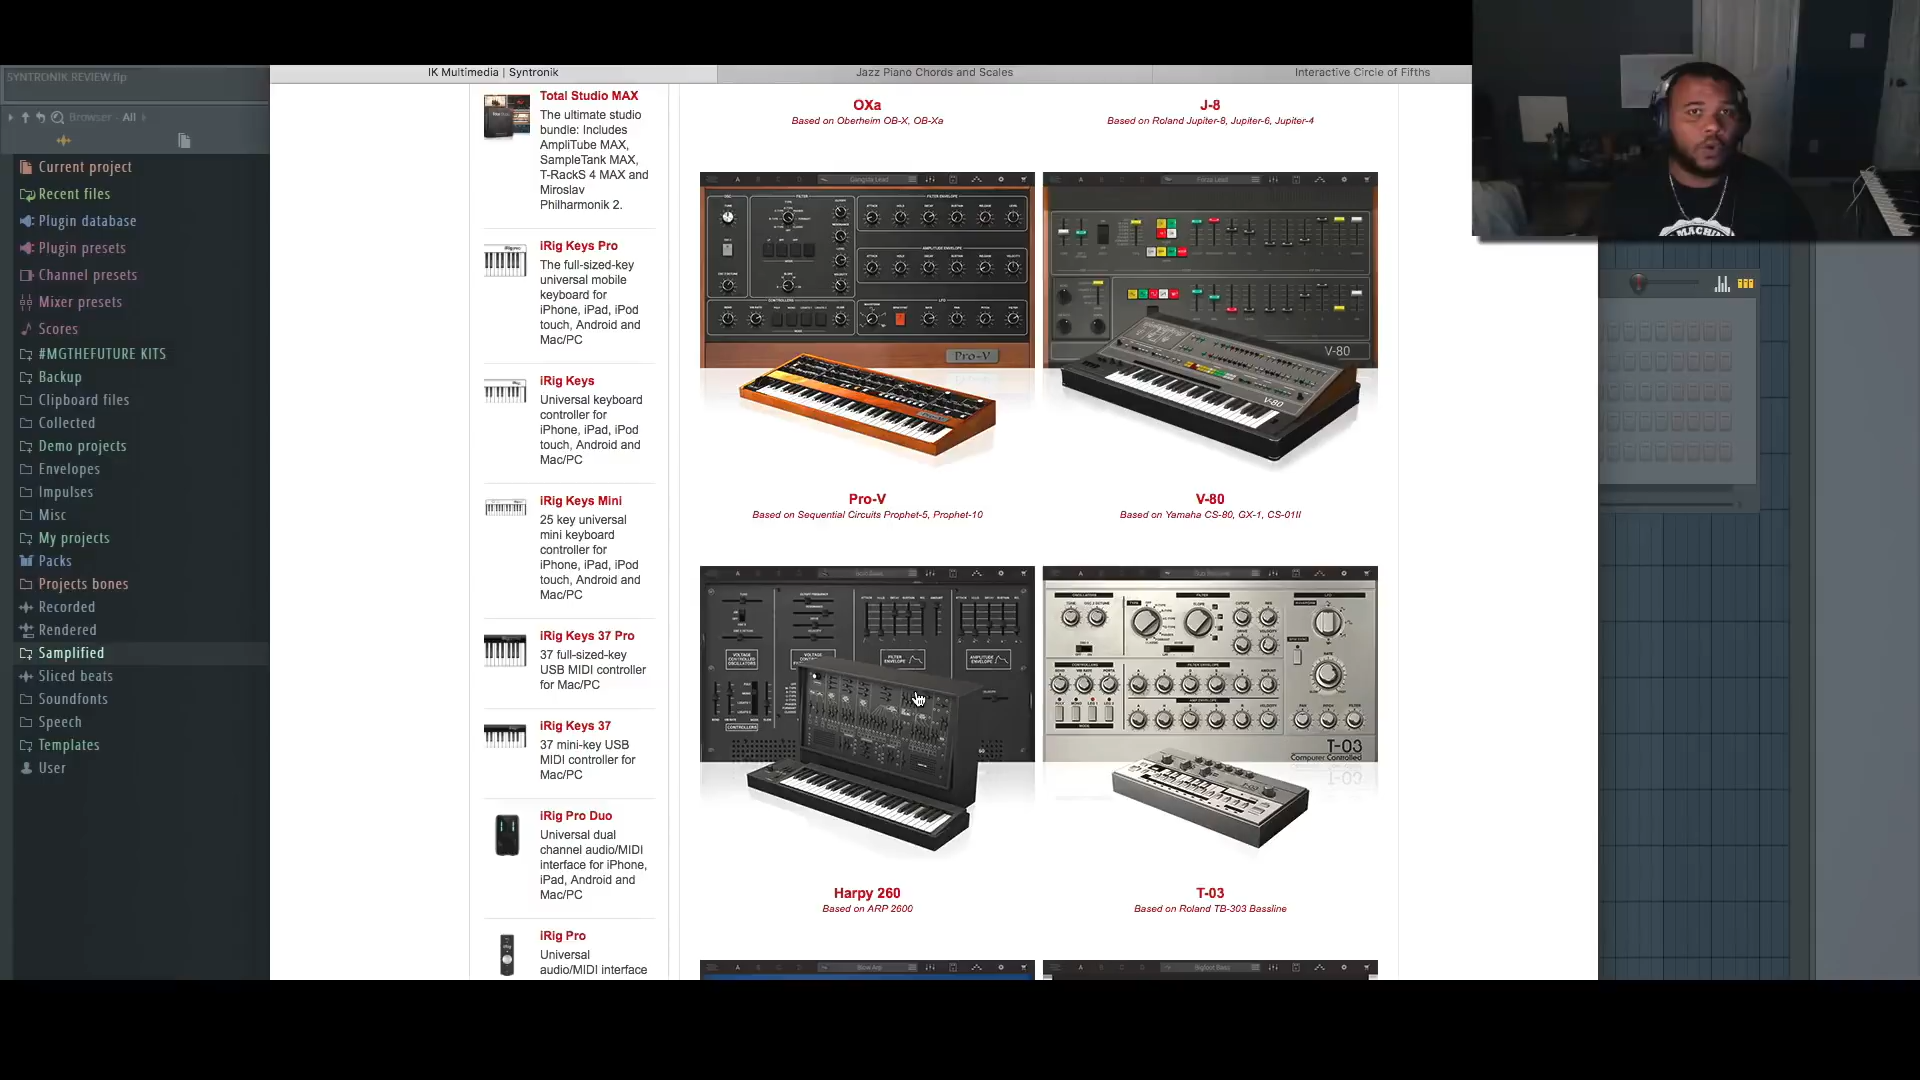 SYNTRONIK REVIEW.flp
Browser - All
Current project
Recent files
Plugin database
Plugin presets
Channel presets
Mixer presets
Scores
#MGTHEFUTURE KITS
Backup
Clipboard files
Collected
Demo projects
Envelopes
Impulses
Misc
My projects
Packs
Projects bones
Recorded
Rendered
Samplified
Sliced beats
Soundfonts
Speech
Templates
User
IK Multimedia | Syntronik
Jazz Piano Chords and Scales
Interactive Circle of Fifths
Total Studio MAX
The ultimate studio
bundle: Includes
AmpliTube MAX,
SampleTank MAX,
T-RackS 4 MAX and
Miroslav
Philharmonik 2.
iRig Keys Pro
The full-sized-key
universal mobile
keyboard for
iPhone, iPad, iPod
touch, Android and
Mac/PC
iRig Keys
Universal keyboard
controller for
iPhone, iPad, iPod
touch, Android and
Mac/PC
iRig Keys Mini
25 key universal
mini keyboard
controller for
iPhone, iPad, iPod
touch, Android and
Mac/PC
iRig Keys 37 Pro
37 full-sized-key
USB MIDI controller
for Mac/PC
iRig Keys 37
37 mini-key USB
MIDI controller for
Mac/PC
iRig Pro Duo
Universal dual
channel audio/MIDI
interface for iPhone,
iPad, Android and
Mac/PC
iRig Pro
Universal
audio/MIDI interface
OXa
Based on Oberheim OB-X, OB-Xa
J-8
Based on Roland Jupiter-8, Jupiter-6, Jupiter-4
Pro-V
V-80
V-80
Pro-V
Based on Sequential Circuits Prophet-5, Prophet-10
V-80
Based on Yamaha CS-80, GX-1, CS-01II
T-03
Computer Controlled
Harpy 260
Based on ARP 2600
T-03
Based on Roland TB-303 Bassline